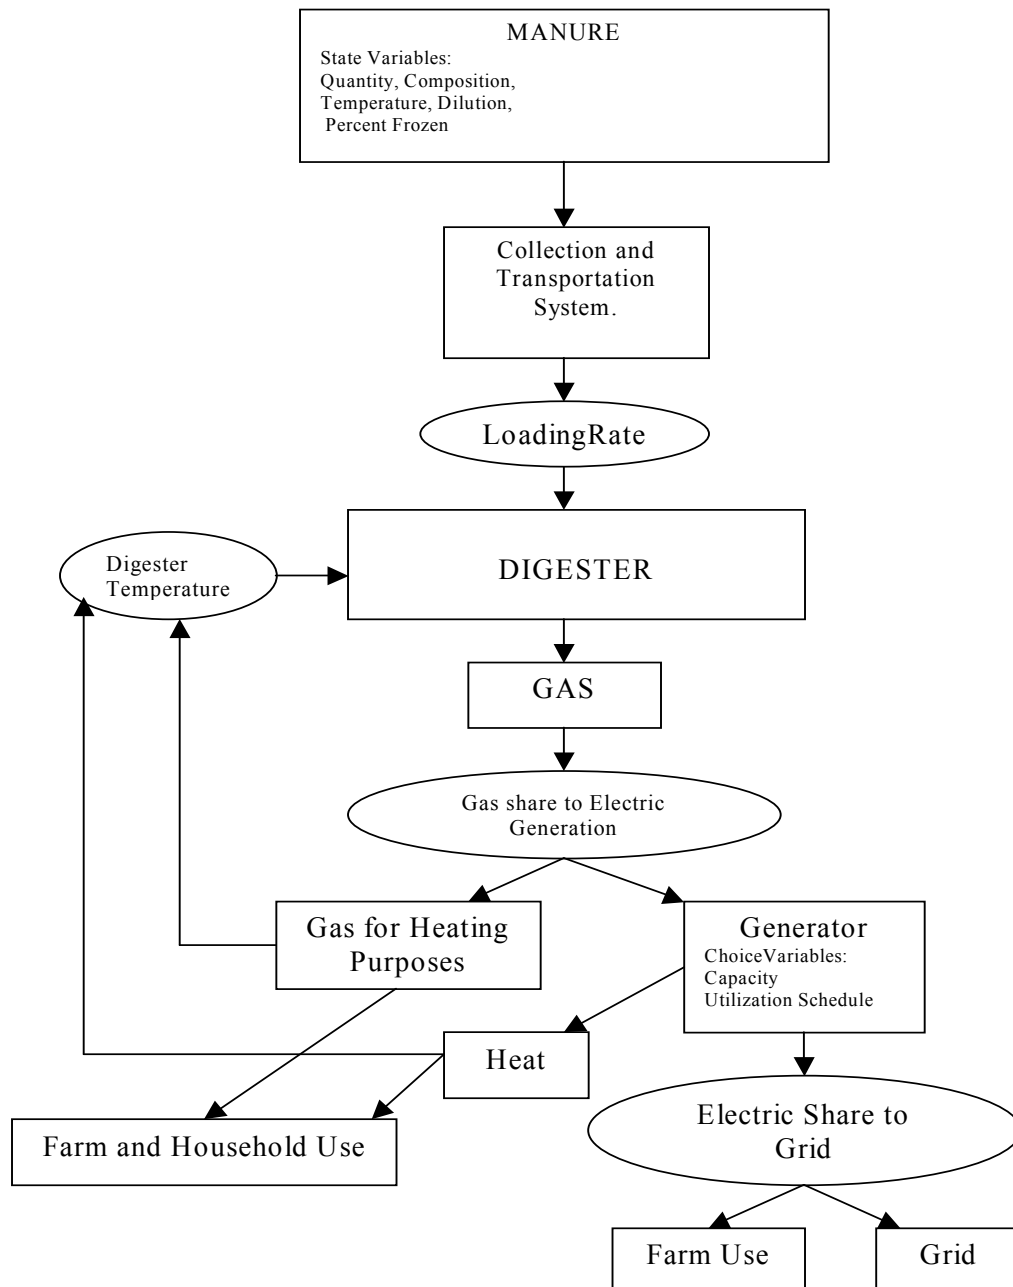 MANURE
State Variables:
Quantity, Composition,
Temperature, Dilution,
Percent Frozen
Collection and
Transportation
System.
LoadingRate
Digester
Temperature
DIGESTER
GAS
Gas share to Electric
Generation
Gas for Heating
Purposes
Generator
ChoiceVariables:
Capacity
Utilization Schedule
Heat
Farm and Household Use
Electric Share to
Grid
Farm Use
Grid